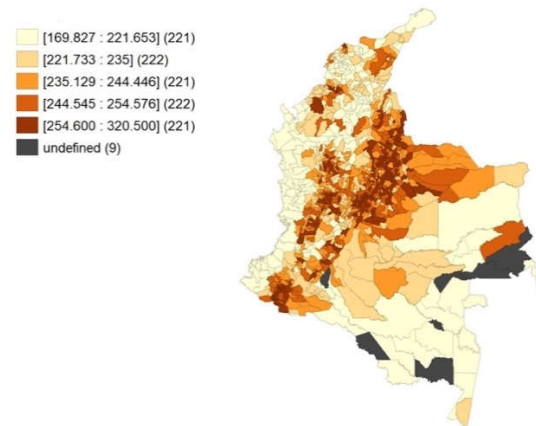 [169.827 : 221.653] (221)
[221.733 : 235] (222)
[235.129 : 244.446] (221)
[244.545 : 254.576] (222)
[254.600 : 320.500] (221)
undefined (9)